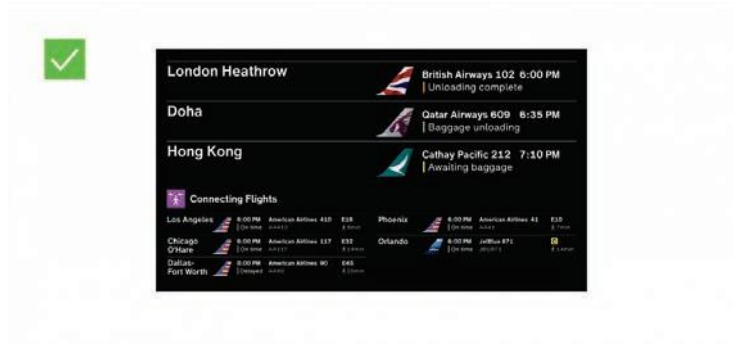 London Heathrow
British Airways 102 6:00 PM
Unloading complete
Doha
Qatar Airways 609 6:35 PM
Baggage unloading
Hong Kong
Cathay Pacific 212 7:10 PM
Awaiting baggage
Connecting Flights
Los Angeles 6:00 PM American Airlines 410 E18
On time
Chicago O'Hare 6:00 PM American Airlines 117 E32
On time
Dallas-Fort Worth 6:00 PM American Airlines 90
Delayed
Phoenix 6:00 PM American Airlines 41
On time
Orlando 6:00 PM JetBlue 871
On time